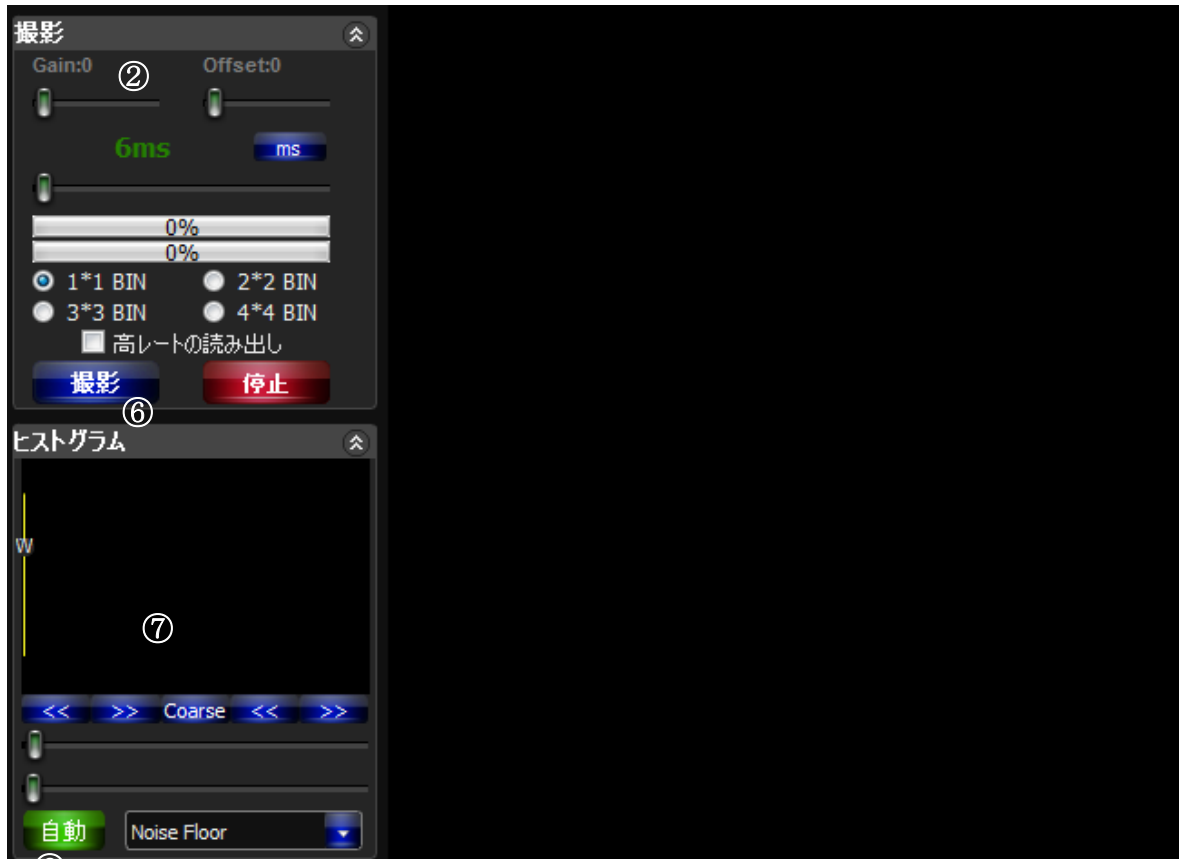 撮影
Gain:0 ② Offset:0
6ms ms
0%
0%
1*1 BIN 2*2 BIN
3*3 BIN 4*4 BIN
高レートの読み出し
撮影 停止
⑥
ヒストグラム
W
⑦
<< >> Coarse << >>
自動 Noise Floor